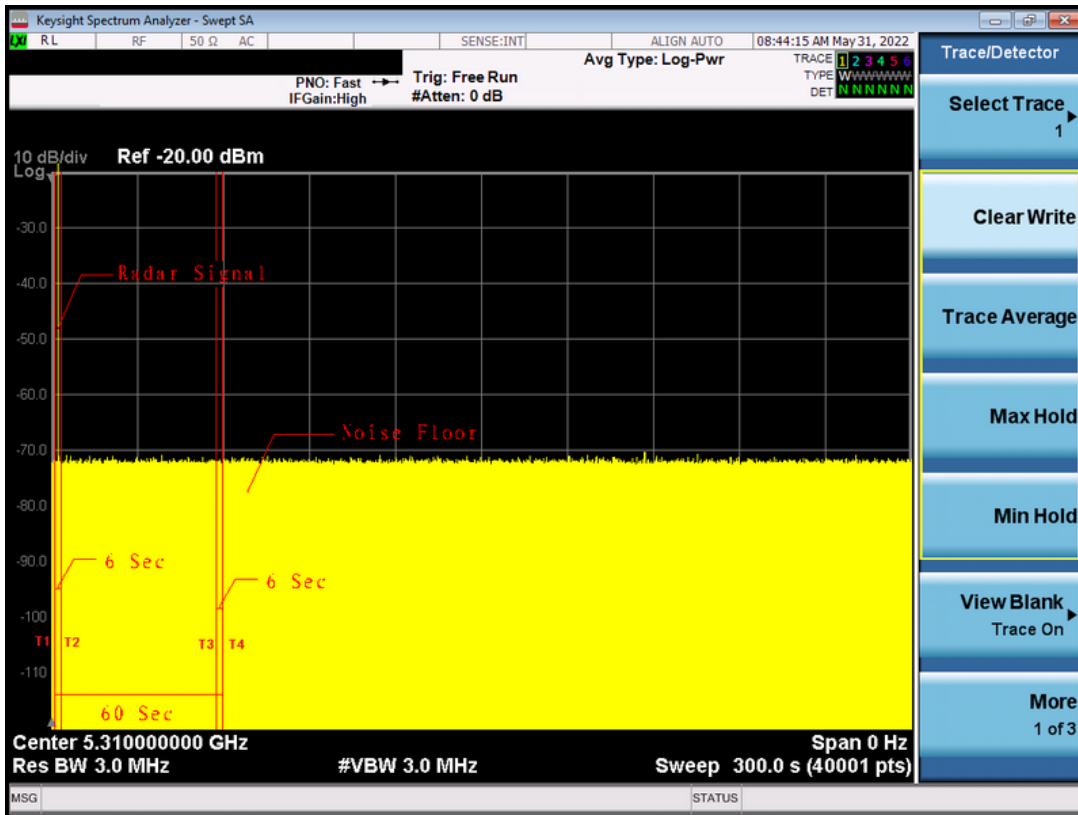 Keysight Spectrum Analyzer - Swept SA
LXI RL RF 50 Ω AC SENSE:INT ALIGN AUTO 08:44:15 AM May 31, 2022
Avg Type: Log-Pwr
TRACE 1 2 3 4 5 6
PNO: Fast Trig: Free Run
TYPE WWWWWW
IFGain:High #Atten: 0 dB
DET N N N N N N
10 dB/div Ref -20.00 dBm
Log
-30.0
Radar Signal
-40.0
-50.0
-60.0
Noise Floor
-70.0
-80.0
-90.0
6 Sec
6 Sec
-100
T1 T2 T3 T4
-110
60 Sec
Center 5.310000000 GHz Span 0 Hz
Res BW 3.0 MHz #VBW 3.0 MHz Sweep 300.0 s (40001 pts)
MSG STATUS
Trace/Detector
Select Trace
1
Clear Write
Trace Average
Max Hold
Min Hold
View Blank
Trace On
More
1 of 3